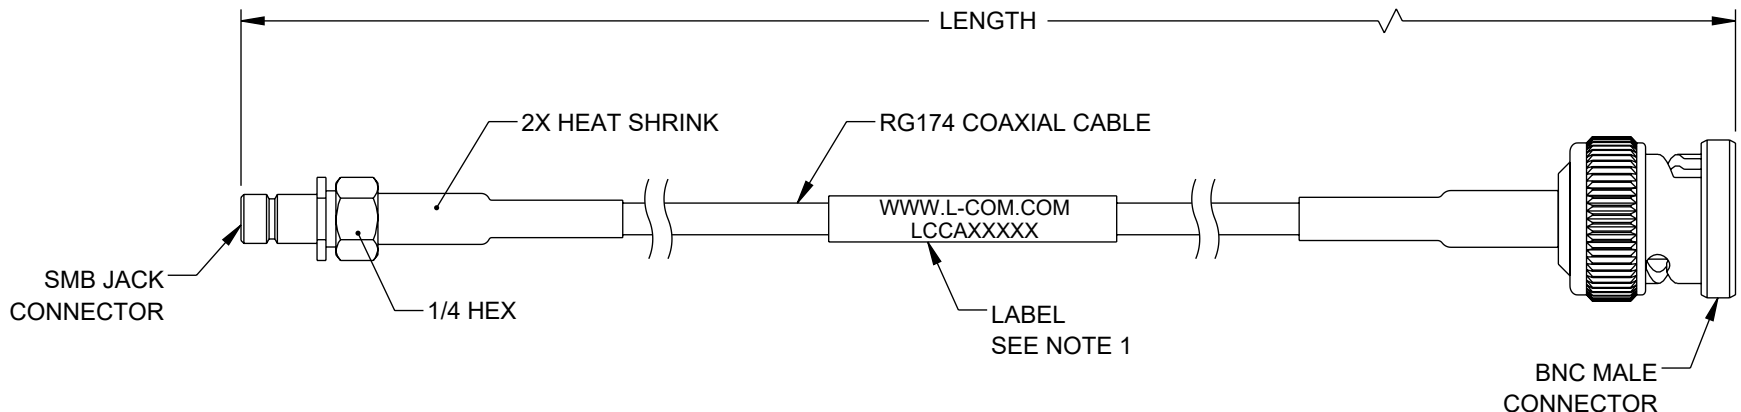 LENGTH
2X HEAT SHRINK
RG174 COAXIAL CABLE
WWW.L-COM.COM
LCCAXXXXX
SMB JACK
CONNECTOR
1/4 HEX
LABEL
SEE NOTE 1
BNC MALE
CONNECTOR